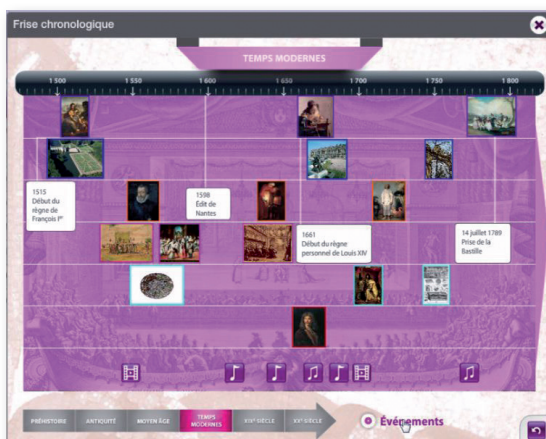 Frise chronologique
TEMPS MODERNES
1 500 1 550 1 600 1 650 1 700 1 750 1 800
1515
Début du
règne de
François Iᵉʳ
1598
Édit de
Nantes
1661
Début du règne
personnel de Louis XIV
14 juillet 1789
Prise de la
Bastille
PRÉHISTOIRE
ANTIQUITÉ
MOYEN ÂGE
TEMPS
MODERNES
XIXᵉ SIÈCLE
XXᵉ SIÈCLE
Événements